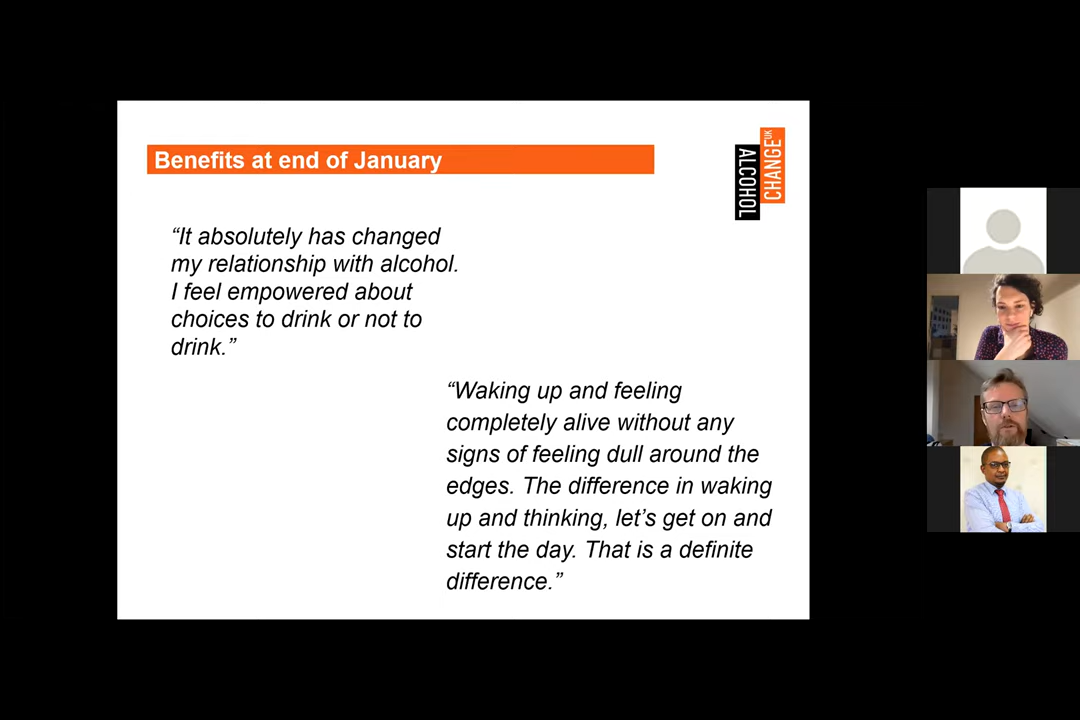 Benefits at end of January
ALCOHOL
CHANGE UK
“It absolutely has changed
my relationship with alcohol.
I feel empowered about
choices to drink or not to
drink.”
“Waking up and feeling
completely alive without any
signs of feeling dull around the
edges. The difference in waking
up and thinking, let’s get on and
start the day. That is a definite
difference.”